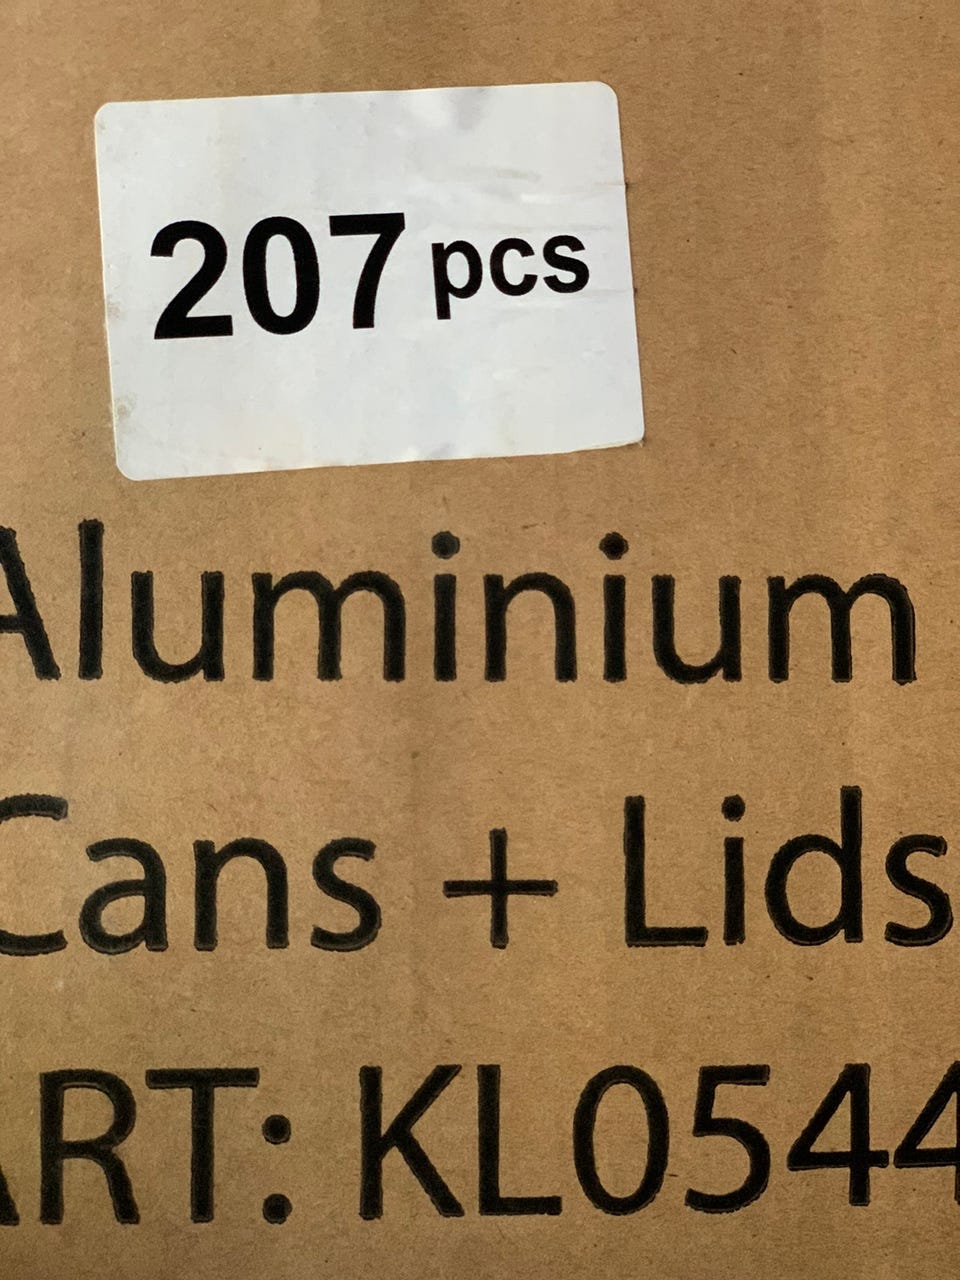 207 pcs
Aluminium
Cans + Lids
ART: KL0544